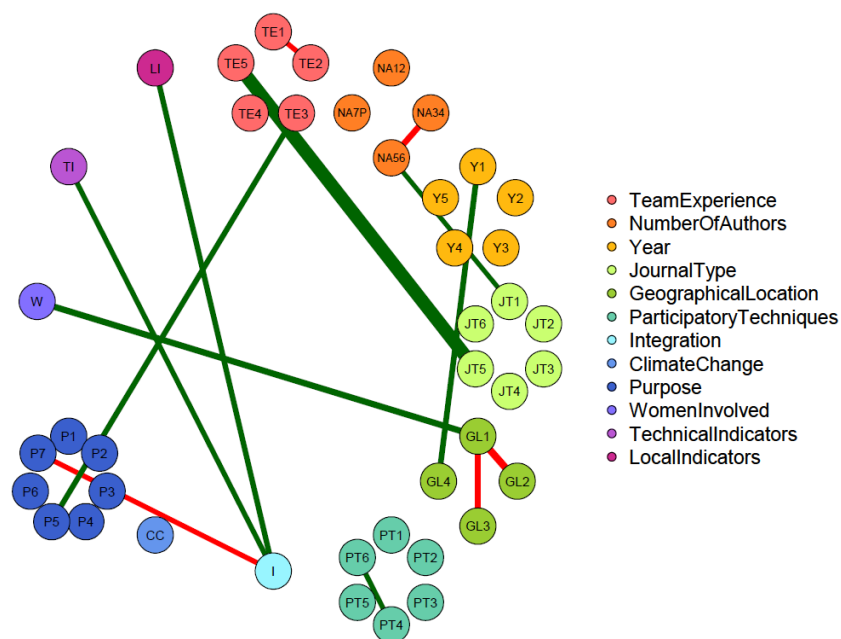 TE1
LI
TE5
TE2
NA12
TE4
TE3
NA7P
NA34
NA56
TI
Y1
Y5
Y2
Y4
Y3
W
JT1
JT6
JT2
JT5
JT3
JT4
GL1
GL4
GL2
GL3
P1
P7
P2
P6
P3
P5
P4
CC
I
PT1
PT6
PT2
PT5
PT3
PT4
TeamExperience
NumberOfAuthors
Year
JournalType
GeographicalLocation
ParticipatoryTechniques
Integration
ClimateChange
Purpose
WomenInvolved
TechnicalIndicators
LocalIndicators